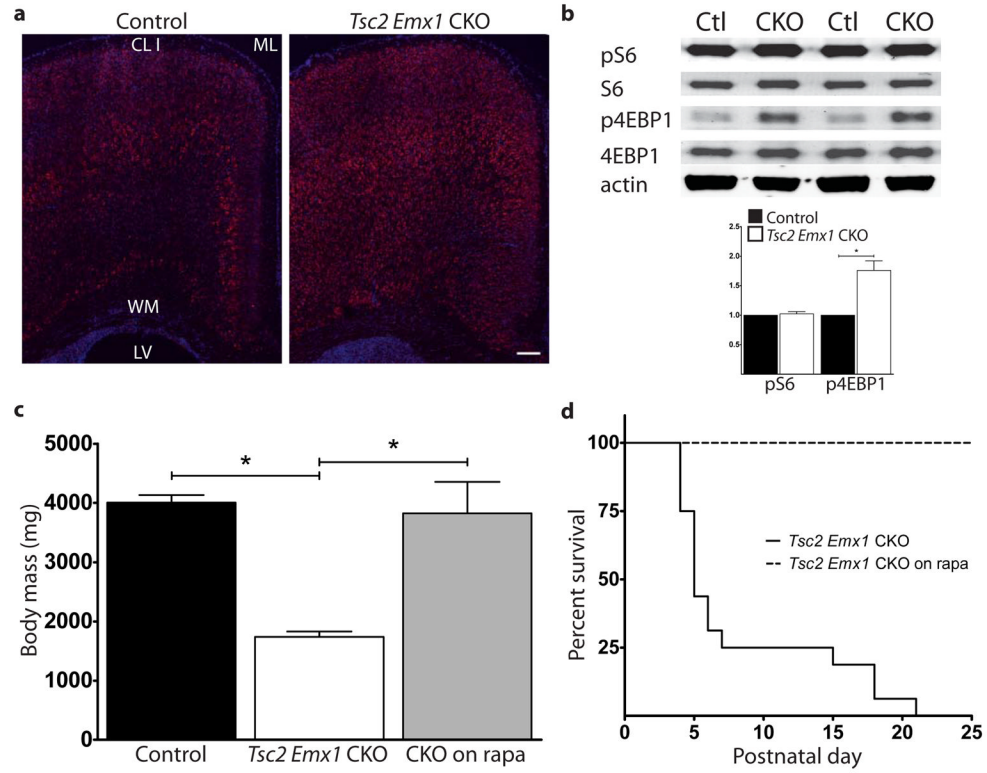 a
Control
Tsc2 Emx1 CKO
CL I
ML
WM
LV
b
Ctl CKO Ctl CKO
pS6
S6
p4EBP1
4EBP1
actin
Control
Tsc2 Emx1 CKO
2.5
2.0
1.5
1.0
0.5
*
pS6
p4EBP1
c
Body mass (mg)
5000
4000
3000
2000
1000
0
*
*
Control
Tsc2 Emx1 CKO
CKO on rapa
d
Percent survival
100
75
50
25
Tsc2 Emx1 CKO
Tsc2 Emx1 CKO on rapa
0 5 10 15 20 25
Postnatal day